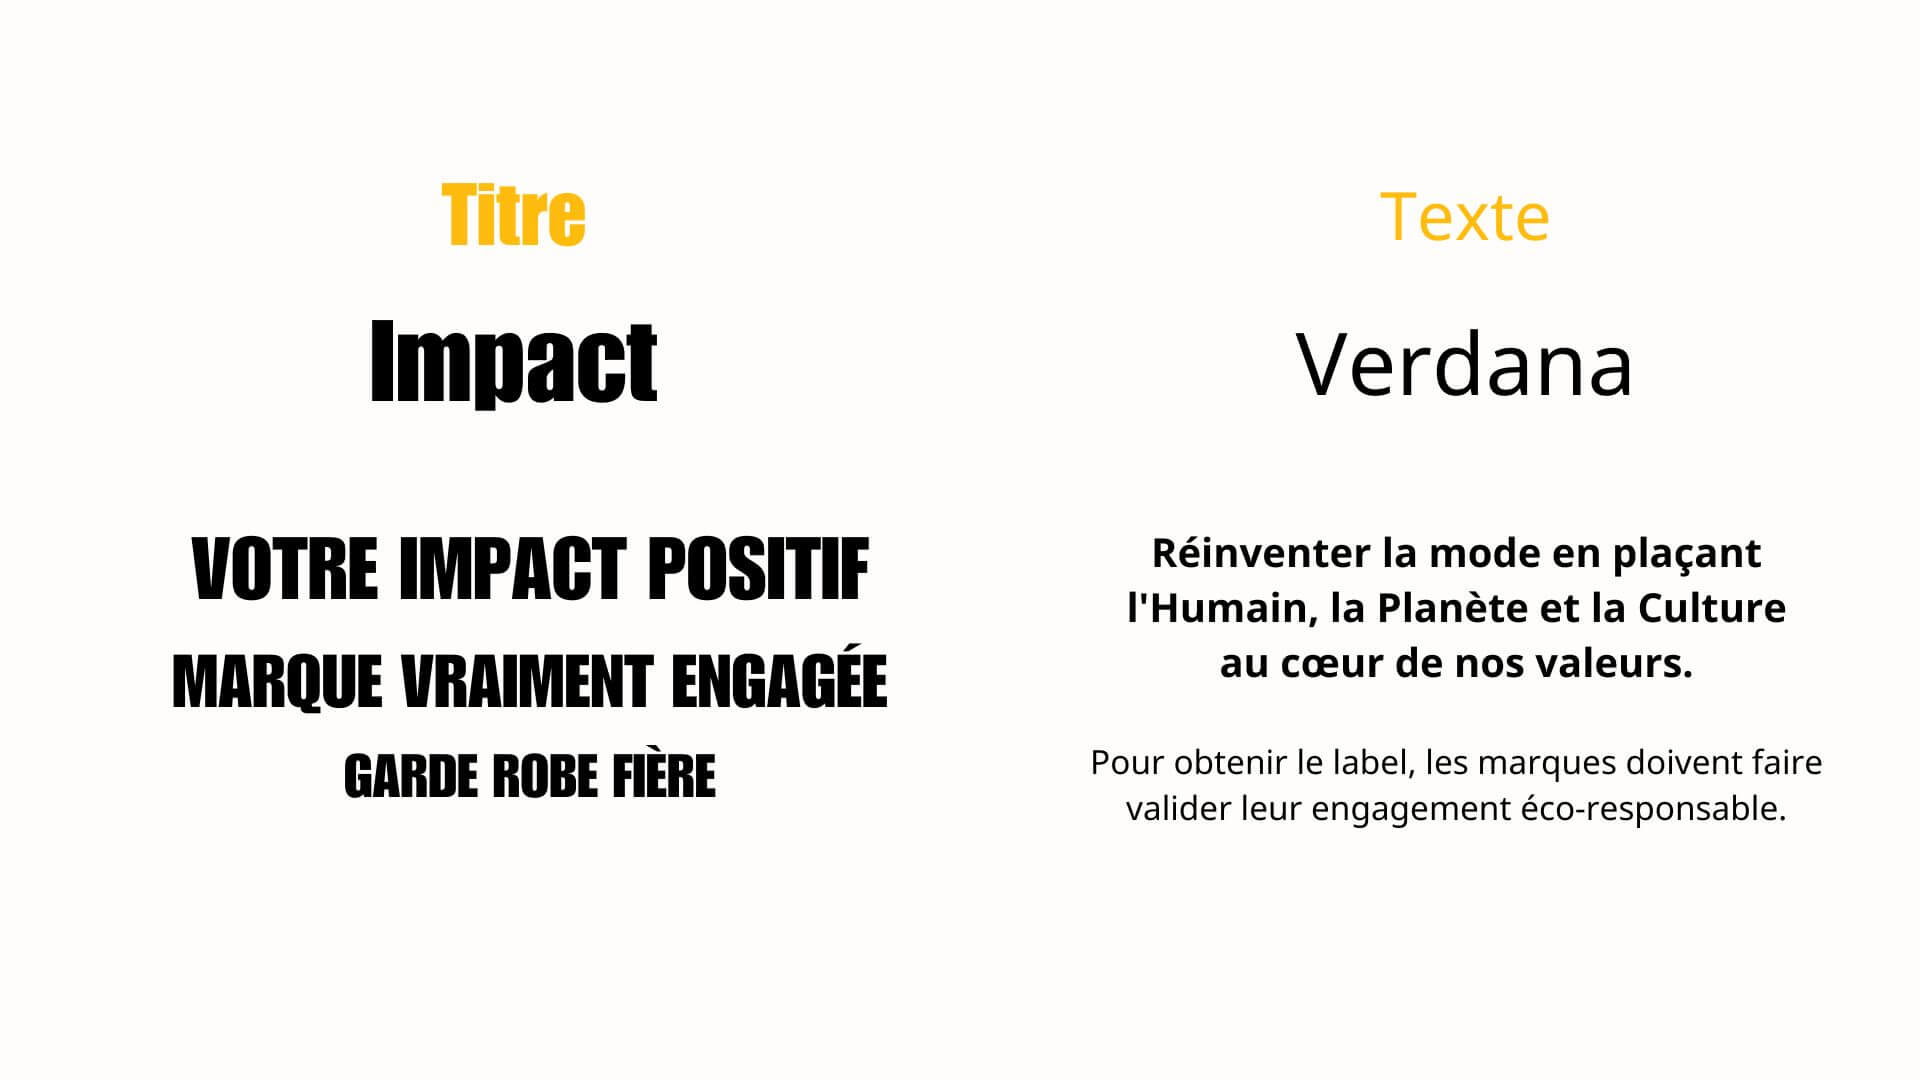 Titre
Impact
VOTRE IMPACT POSITIF
MARQUE VRAIMENT ENGAGÉE
GARDE ROBE FIÈRE
Texte
Verdana
Réinventer la mode en plaçant
l'Humain, la Planète et la Culture
au cœur de nos valeurs.
Pour obtenir le label, les marques doivent faire
valider leur engagement éco-responsable.